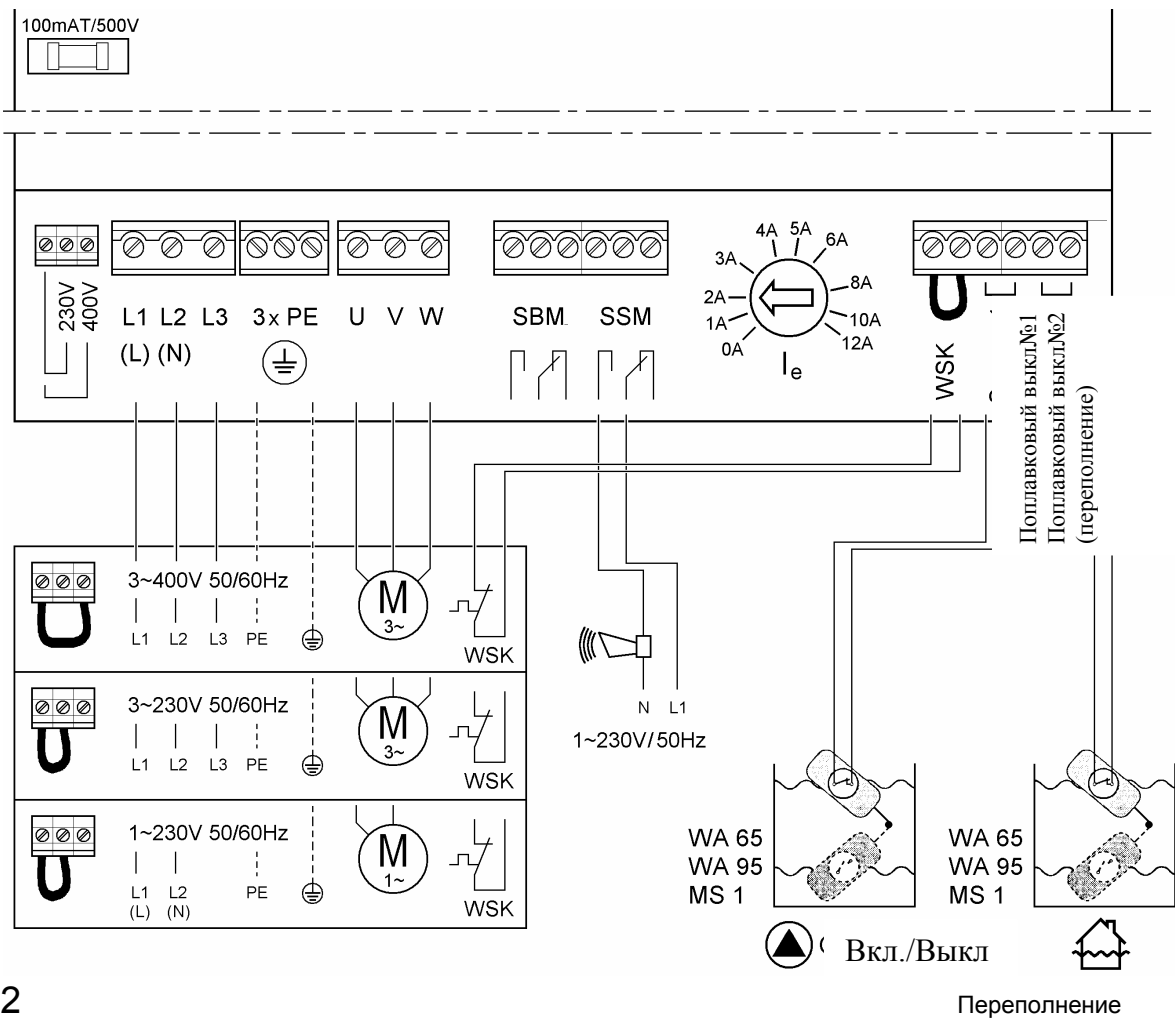 100mAT/500V
230V
400V
L1 L2 L3 3xPE U V W
(L) (N)
SBM SSM
0A 1A 2A 3A 4A 5A 6A 8A 10A 12A
Ie
WSK
Поплавковый выкл№1
Поплавковый выкл№2
(переполнение)
3~400V 50/60Hz
L1 L2 L3 PE
M
3~
WSK
3~230V 50/60Hz
L1 L2 L3 PE
M
3~
WSK
1~230V 50/60Hz
L1 L2 PE
(L) (N)
M
1~
WSK
N L1
1~230V/50Hz
WA 65
WA 95
MS 1
WA 65
WA 95
MS 1
Вкл./Выкл
2
Переполнение